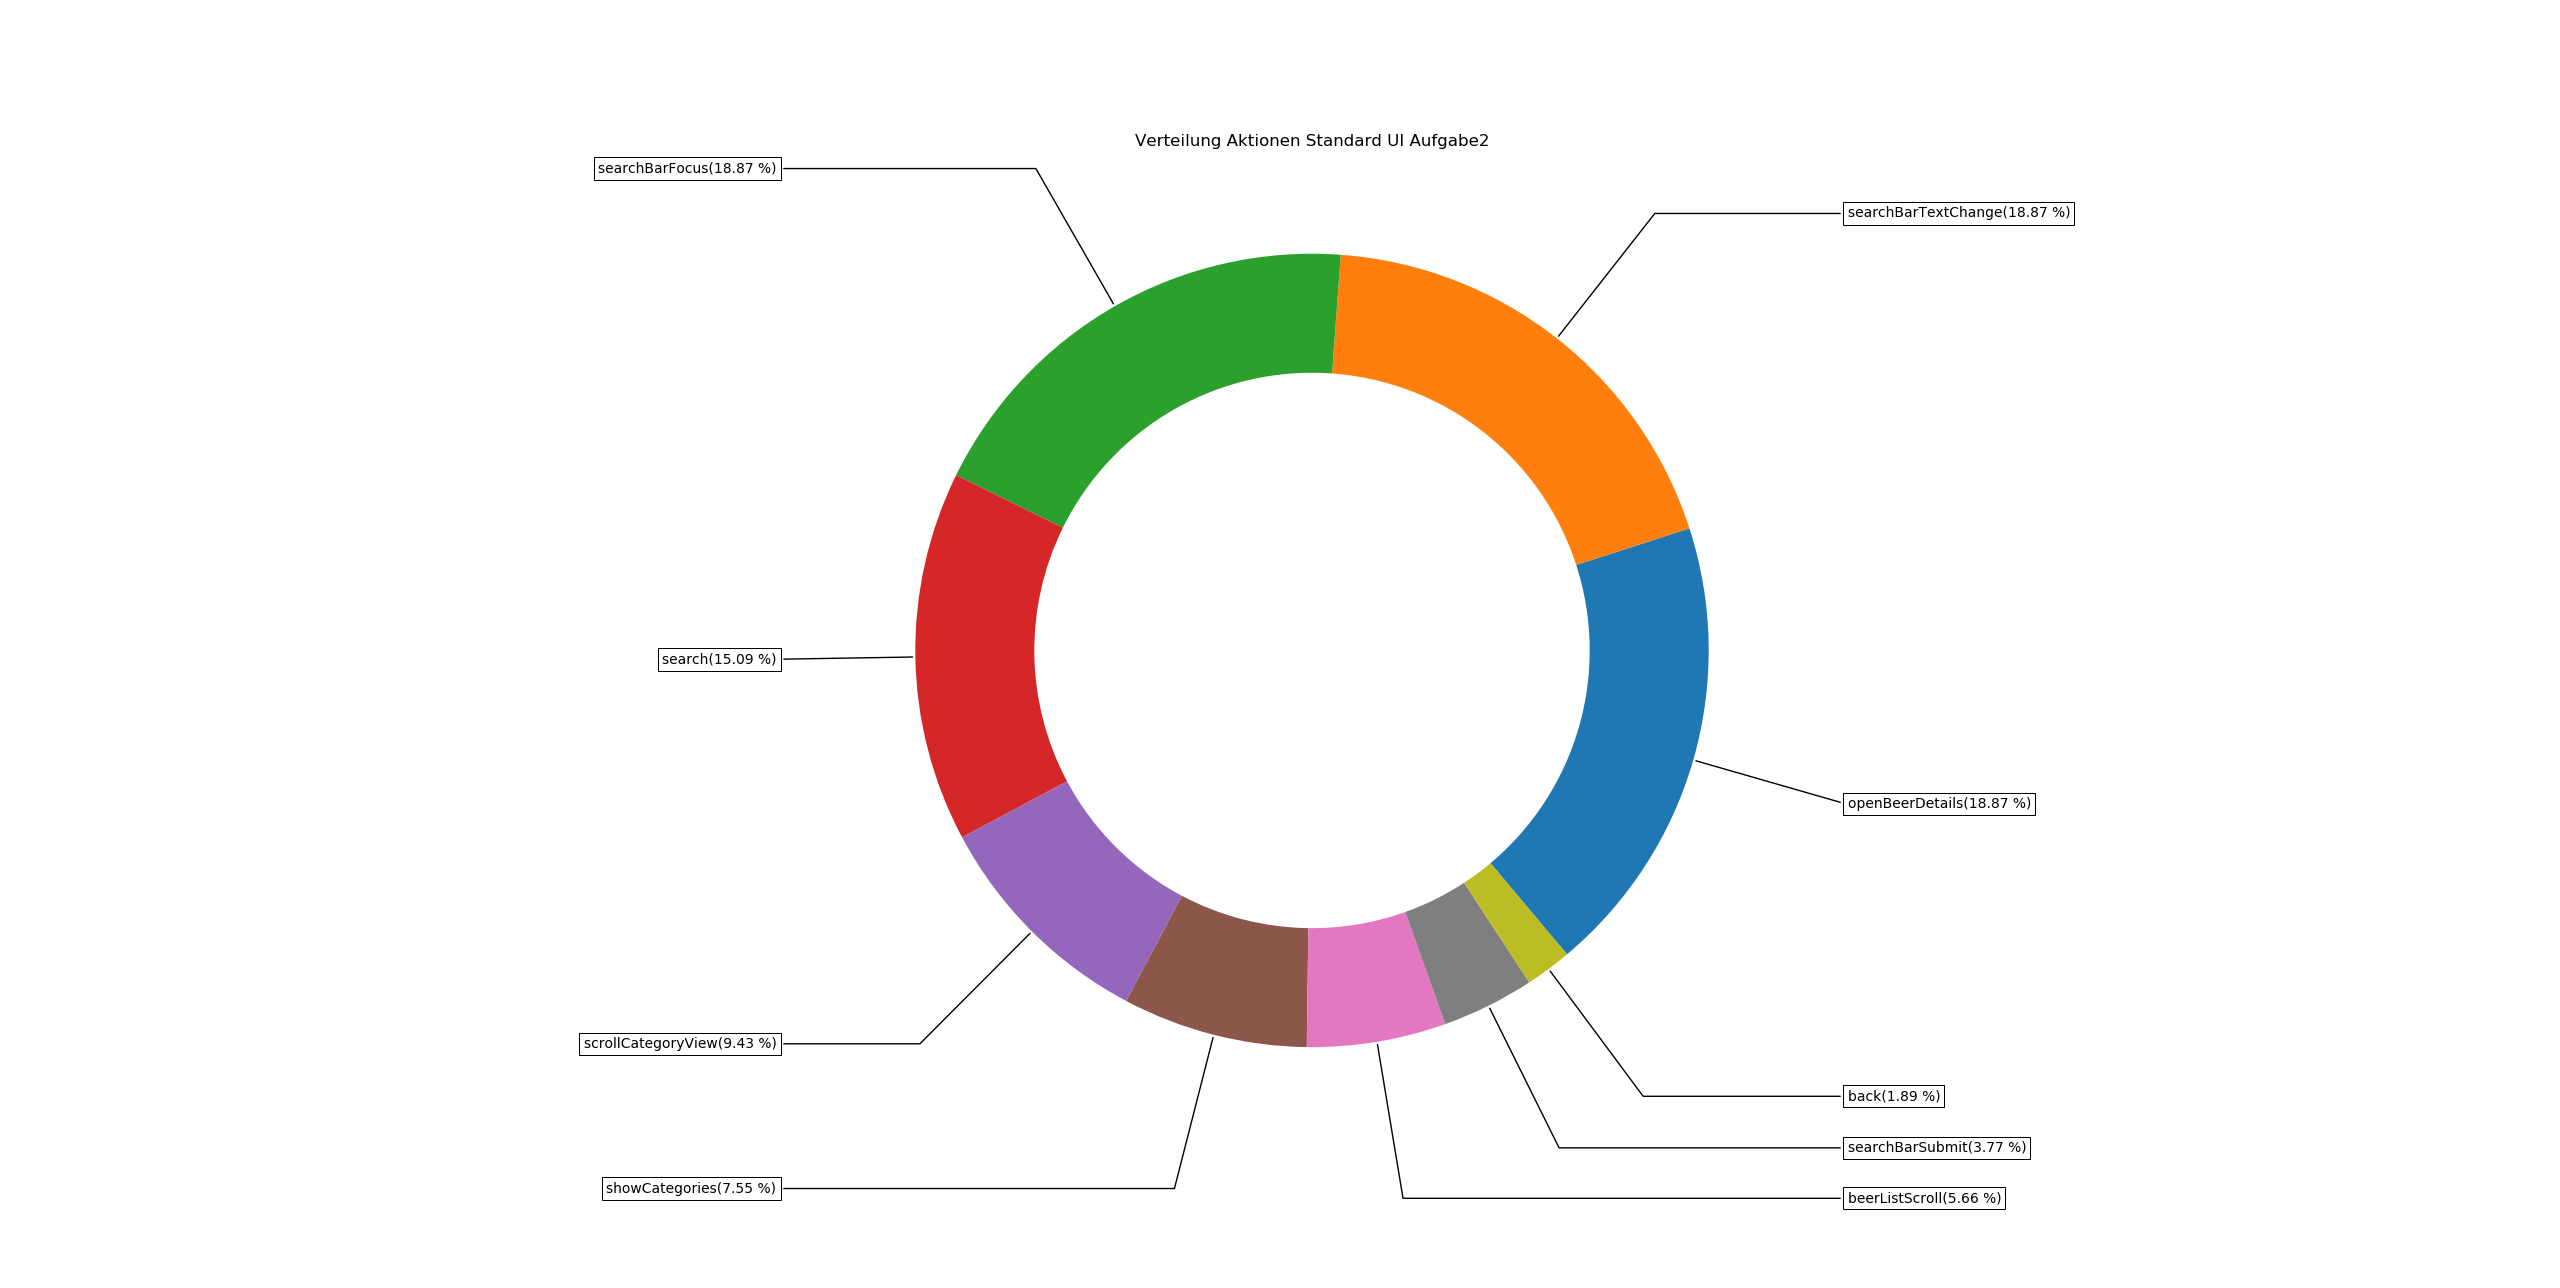 Verteilung Aktionen Standard UI Aufgabe2
searchBarFocus(18.87 %)
searchBarTextChange(18.87 %)
search(15.09 %)
openBeerDetails(18.87 %)
scrollCategoryView(9.43 %)
back(1.89 %)
searchBarSubmit(3.77 %)
showCategories(7.55 %)
beerListScroll(5.66 %)